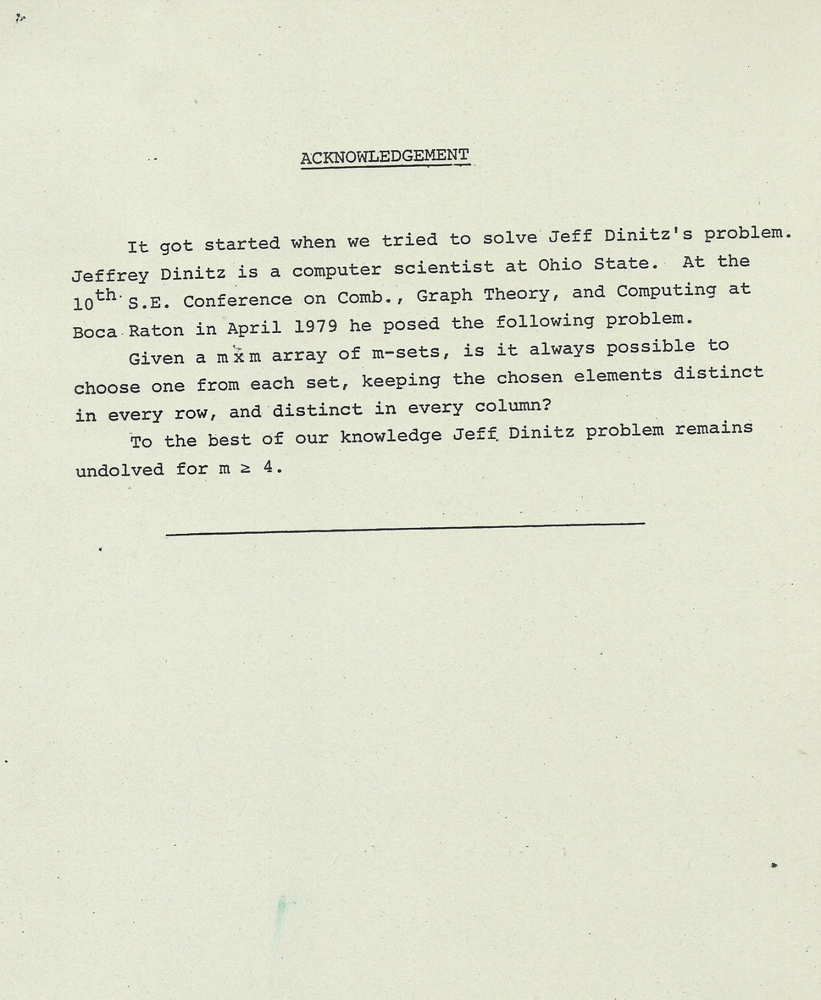 ACKNOWLEDGEMENT
It got started when we tried to solve Jeff Dinitz's problem.
Jeffrey Dinitz is a computer scientist at Ohio State. At the
10th. S.E. Conference on Comb., Graph Theory, and Computing at
Boca Raton in April 1979 he posed the following problem.
Given a m x m array of m-sets, is it always possible to
choose one from each set, keeping the chosen elements distinct
in every row, and distinct in every column?
To the best of our knowledge Jeff Dinitz problem remains
undolved for m ≥ 4.